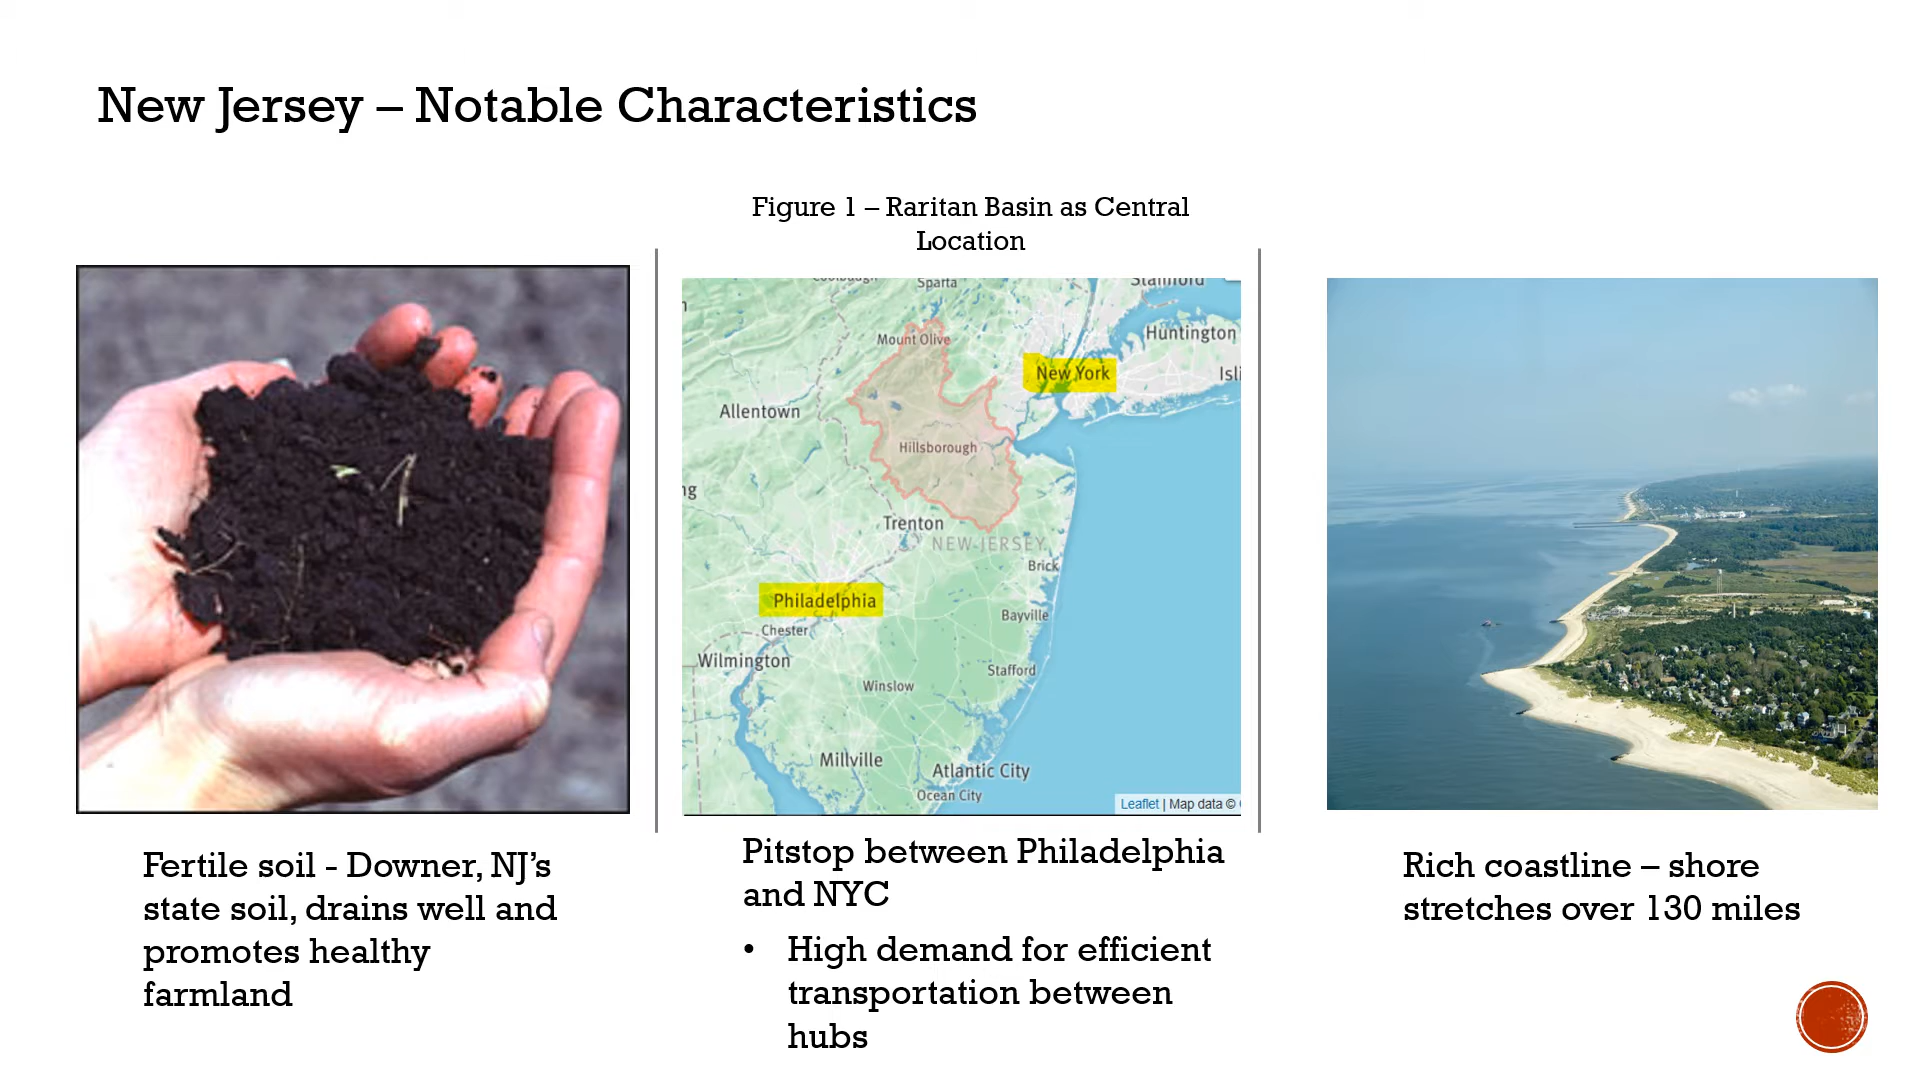 New Jersey – Notable Characteristics
Figure 1 – Raritan Basin as Central
Location
Sparta
Stamford
Mount Olive
Huntington
New York
Allentown
Hillsborough
Trenton
NEW JERSEY
Brick
Philadelphia
Bayville
Chester
Wilmington
Stafford
Winslow
Millville
Atlantic City
Ocean City
Leaflet | Map data ©
Fertile soil - Downer, NJ’s
state soil, drains well and
promotes healthy
farmland
Pitstop between Philadelphia
and NYC
• High demand for efficient
transportation between
hubs
Rich coastline – shore
stretches over 130 miles